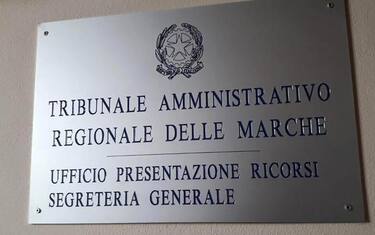 TRIBUNALE AMMINISTRATIVO
REGIONALE DELLE MARCHE
UFFICIO PRESENTAZIONE RICORSI
SEGRETERIA GENERALE